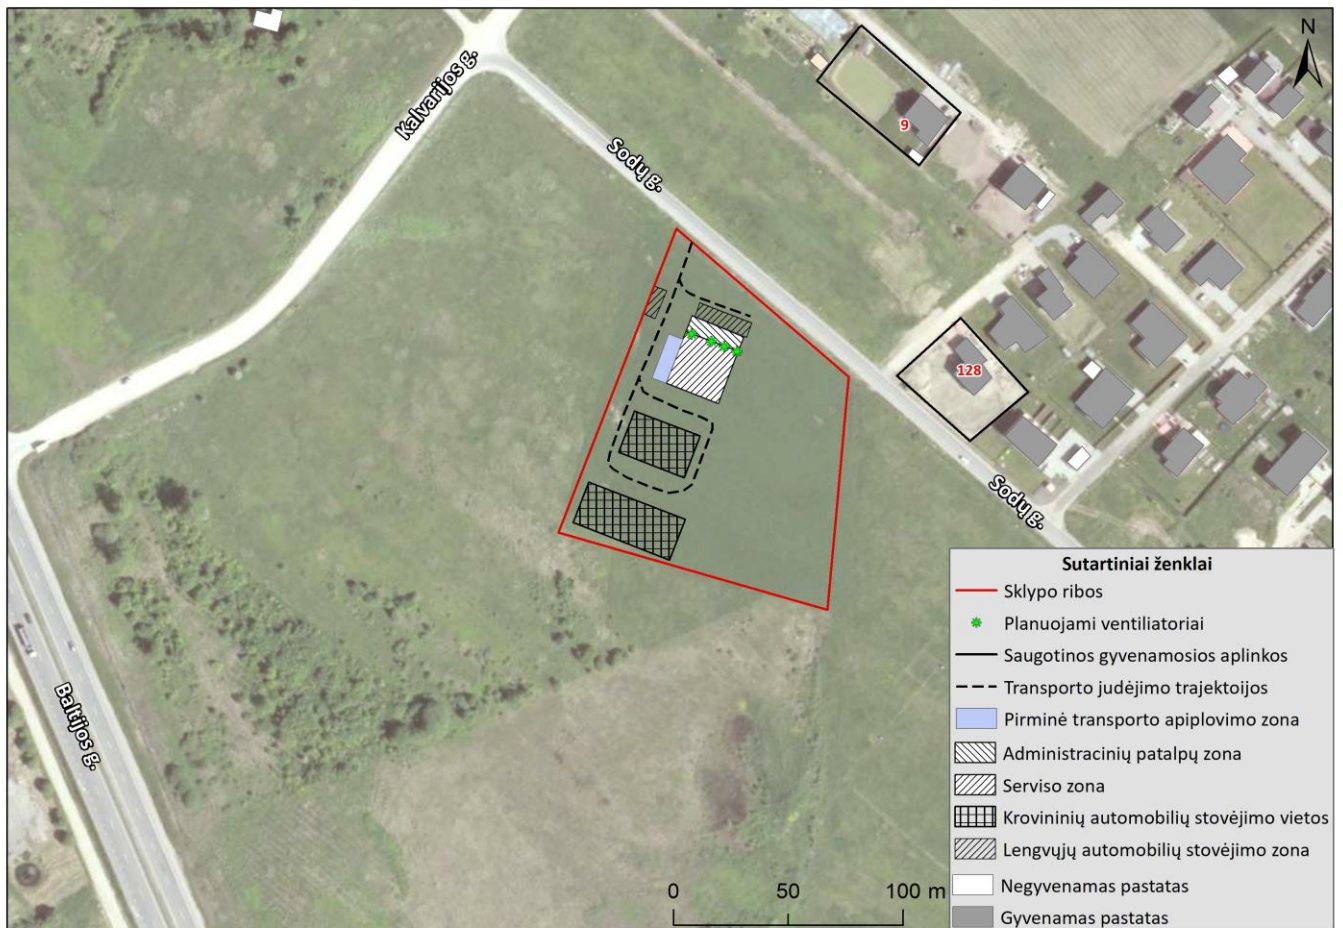 N
Kalvarijos g.
Sodų g.
9
128
Sodų g.
Baltijos g.
0 50 100 m
Sutartiniai ženklai
Sklypo ribos
Planuojami ventiliatoriai
Saugotinos gyvenamosios aplinkos
Transporto judėjimo trajektoijos
Pirminė transporto apiplovimo zona
Administracinių patalpų zona
Serviso zona
Krovininių automobilių stovėjimo vietos
Lengvųjų automobilių stovėjimo zona
Negyvenamas pastatas
Gyvenamas pastatas